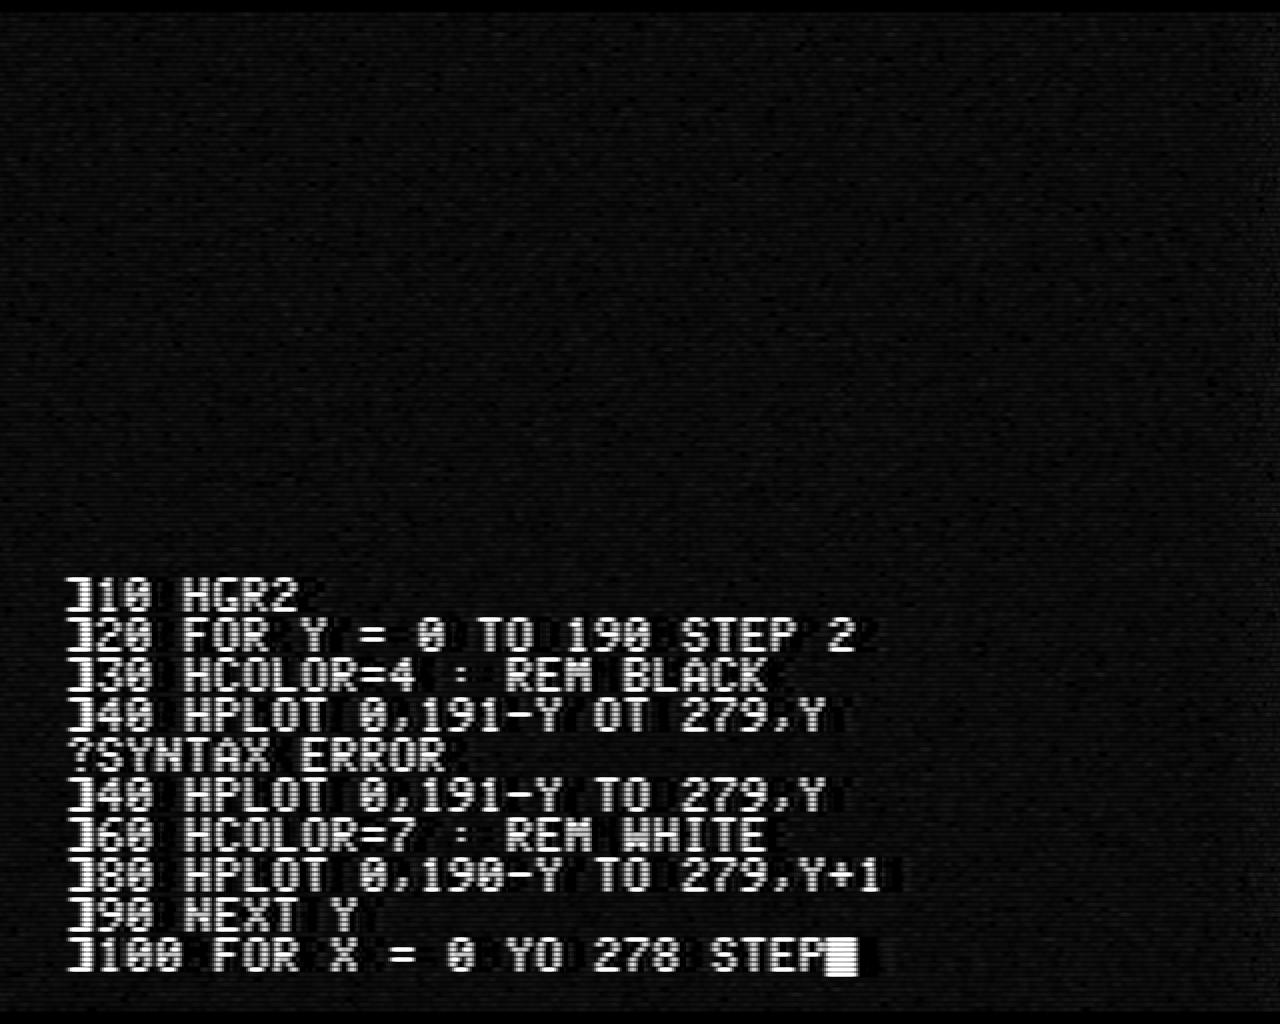 ]10 HGR2
]20 FOR Y = 0 TO 190 STEP 2
]30 HCOLOR=4 : REM BLACK
]40 HPLOT 0,191-Y OT 279,Y
?SYNTAX ERROR
]40 HPLOT 0,191-Y TO 279,Y
]60 HCOLOR=7 : REM WHITE
]80 HPLOT 0,190-Y TO 279,Y+1
]90 NEXT Y
]100 FOR X = 0 YO 278 STEP